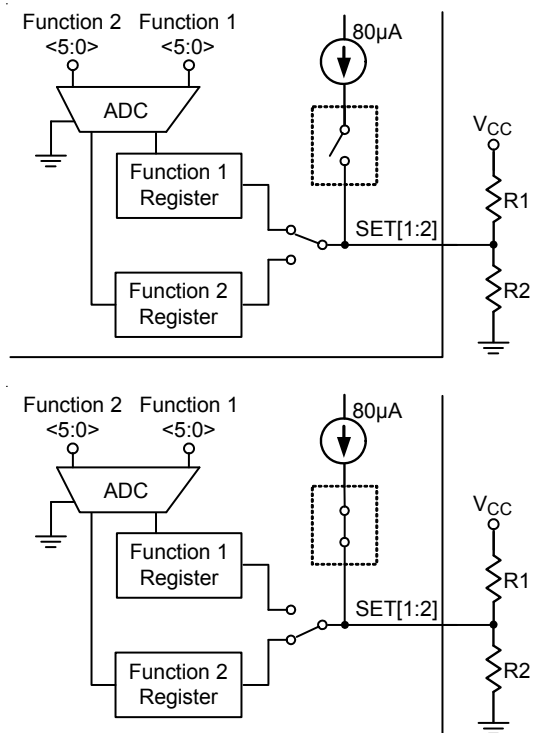 Function 2 Function 1
<5:0> <5:0>
80µA
ADC
VCC
Function 1
Register
R1
SET[1:2]
Function 2
Register
R2
Function 2 Function 1
<5:0> <5:0>
80µA
ADC
VCC
Function 1
Register
R1
SET[1:2]
Function 2
Register
R2